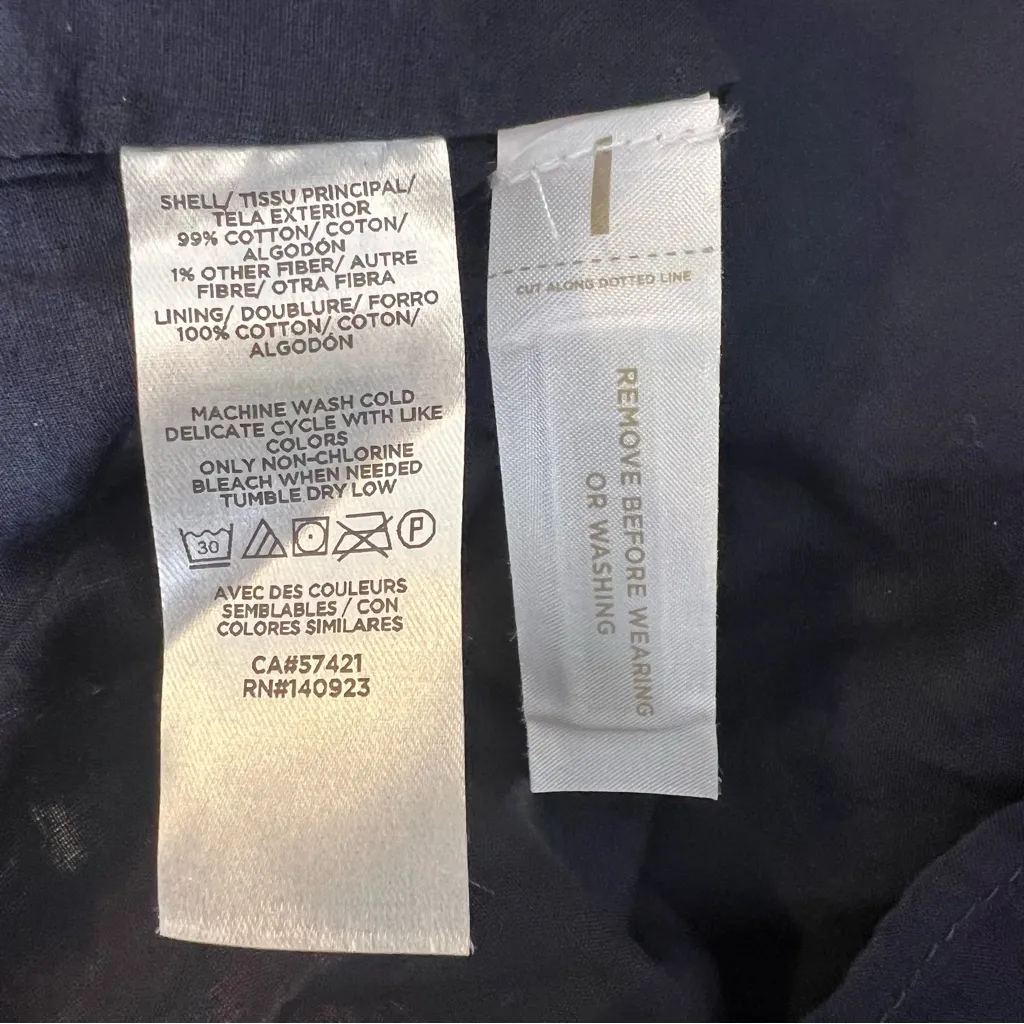 SHELL/ TISSU PRINCIPAL/
TELA EXTERIOR
99% COTTON/ COTON/
ALGODÓN
1% OTHER FIBER/ AUTRE
FIBRE/ OTRA FIBRA
LINING/ DOUBLURE/ FORRO
100% COTTON/ COTON/
ALGODÓN
MACHINE WASH COLD
DELICATE CYCLE WITH LIKE
COLORS
ONLY NON-CHLORINE
BLEACH WHEN NEEDED
TUMBLE DRY LOW
30 P
AVEC DES COULEURS
SEMBLABLES / CON
COLORES SIMILARES
CA#57421
RN#140923
CUT ALONG DOTTED LINE
REMOVE BEFORE WEARING
OR WASHING